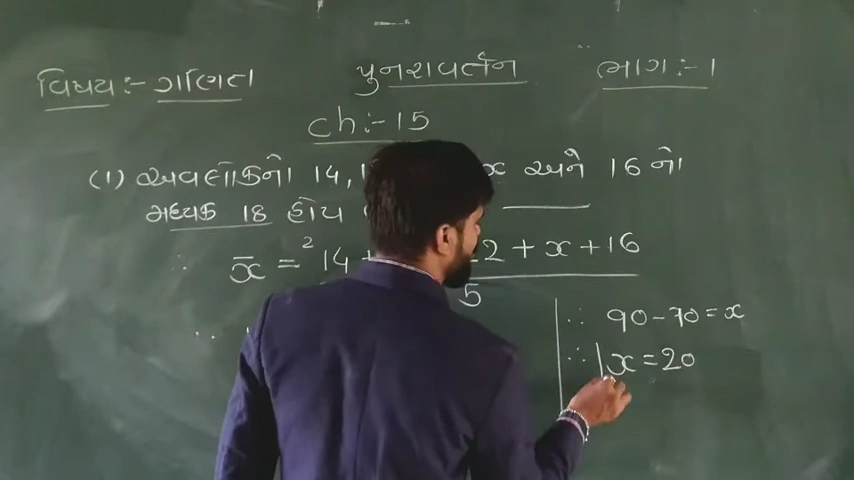 વિષય:- ગણિત પુનરાવર્તન ભાગ:- 1
ch:- 15
(1) અવલોકનો 14, x અને 16 નો
મધ્યક 18 હોય
∴ x̄ = 14 + 2 + x + 16
5
∴ 90 - 70 = x
∴ x = 20